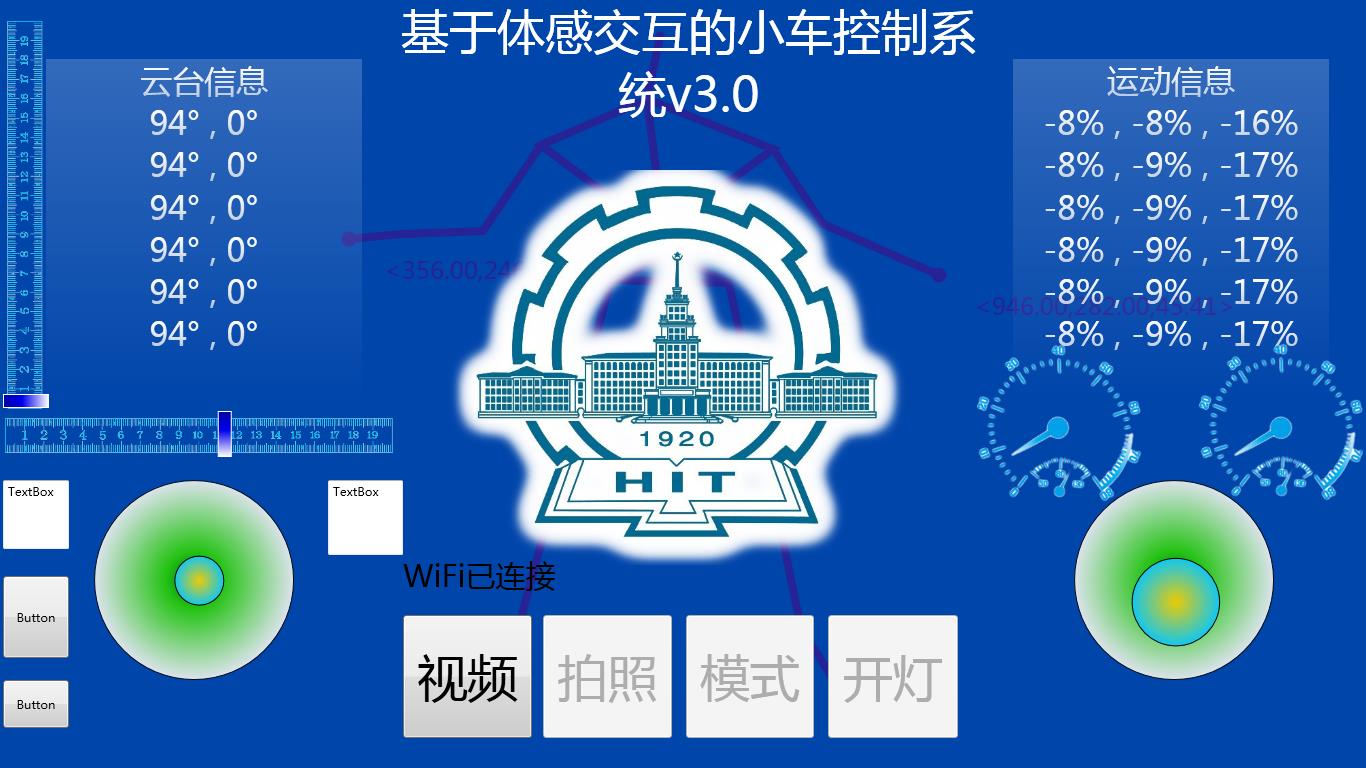 基于体感交互的小车控制系
统v3.0
云台信息
94° , 0°
94° , 0°
94° , 0°
94° , 0°
94° , 0°
94° , 0°
运动信息
-8% , -8% , -16%
-8% , -9% , -17%
-8% , -9% , -17%
-8% , -9% , -17%
-8% , -9% , -17%
-8% , -9% , -17%
1920
HIT
1 2 3 4 5 6 7 8 9 10 12 13 14 15 16 17 18 19
TextBox
TextBox
Button
Button
WiFi已连接
视频
拍照
模式
开灯